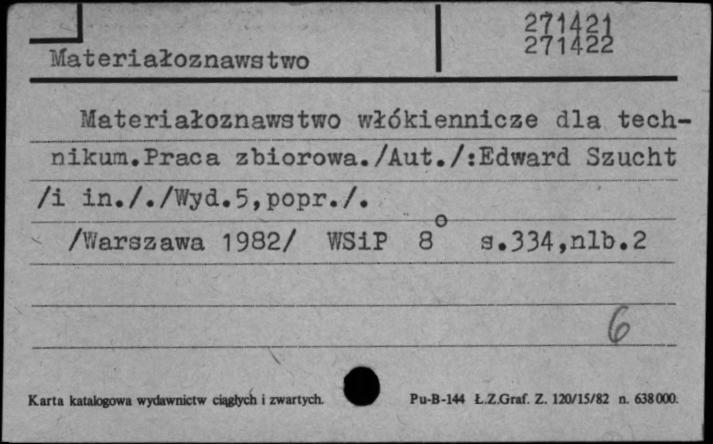 271421
271422
Materiałoznawstwo
Materiałoznawstwo włókiennicze dla tech-
nikum.Praca zbiorowa./Aut./:Edward Szucht
/i in././Wyd.5,popr./.
/Warszawa 1982/ WSiP 8° s.334,nlb.2
6
Karta katalogowa wydawnictw ciągłych i zwartych.
Pu-B-144 Ł.Z.Graf. Z. 120/15/82 n. 638000.